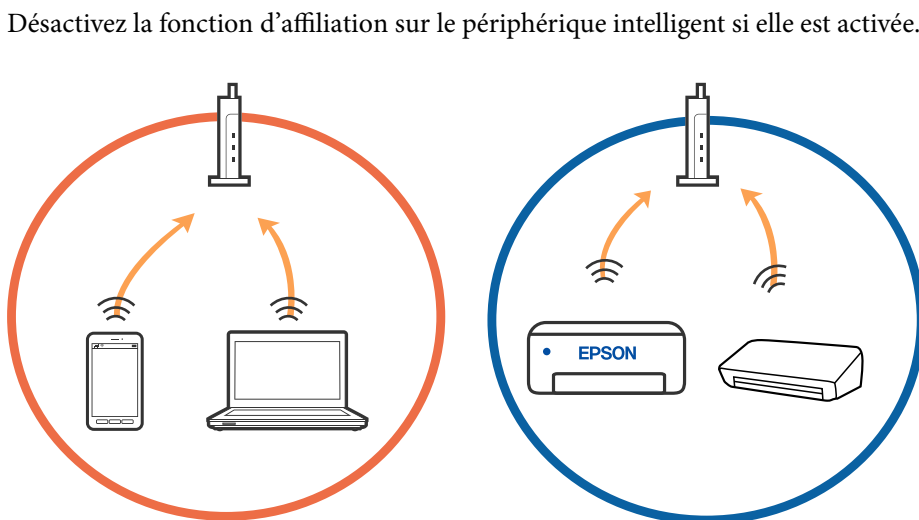 Désactivez la fonction d’affiliation sur le périphérique intelligent si elle est activée.
EPSON